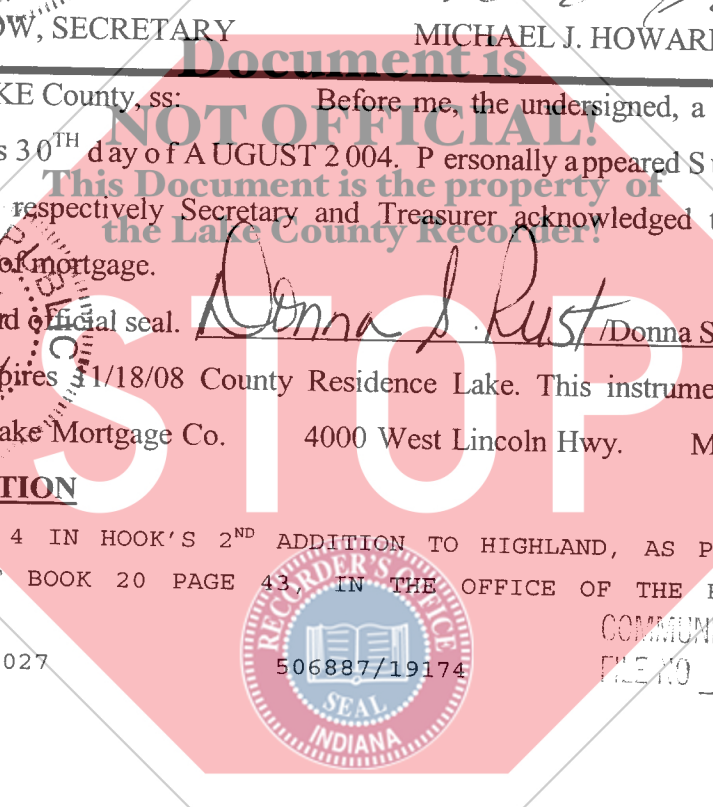 OW, SECRETARY MICHAEL J. HOWARD
Document is
KE County, ss: Before me, the undersigned, a
NOT OFFICIAL!
s 30TH day of AUGUST 2004. Personally appeared Su
This Document is the property of
respectively Secretary and Treasurer acknowledged t
the Lake County Recorder!
of mortgage.
d official seal. Donna S. Rust /Donna S
pires 11/18/08 County Residence Lake. This instrume
ake Mortgage Co. 4000 West Lincoln Hwy. M
STOP
TION
4 IN HOOK'S 2ND ADDITION TO HIGHLAND, AS P
BOOK 20 PAGE 43, IN THE OFFICE OF THE
RECORDER'S OFFICE
COMMUN
027 506887/19174 FILE NO
SEAL
INDIANA